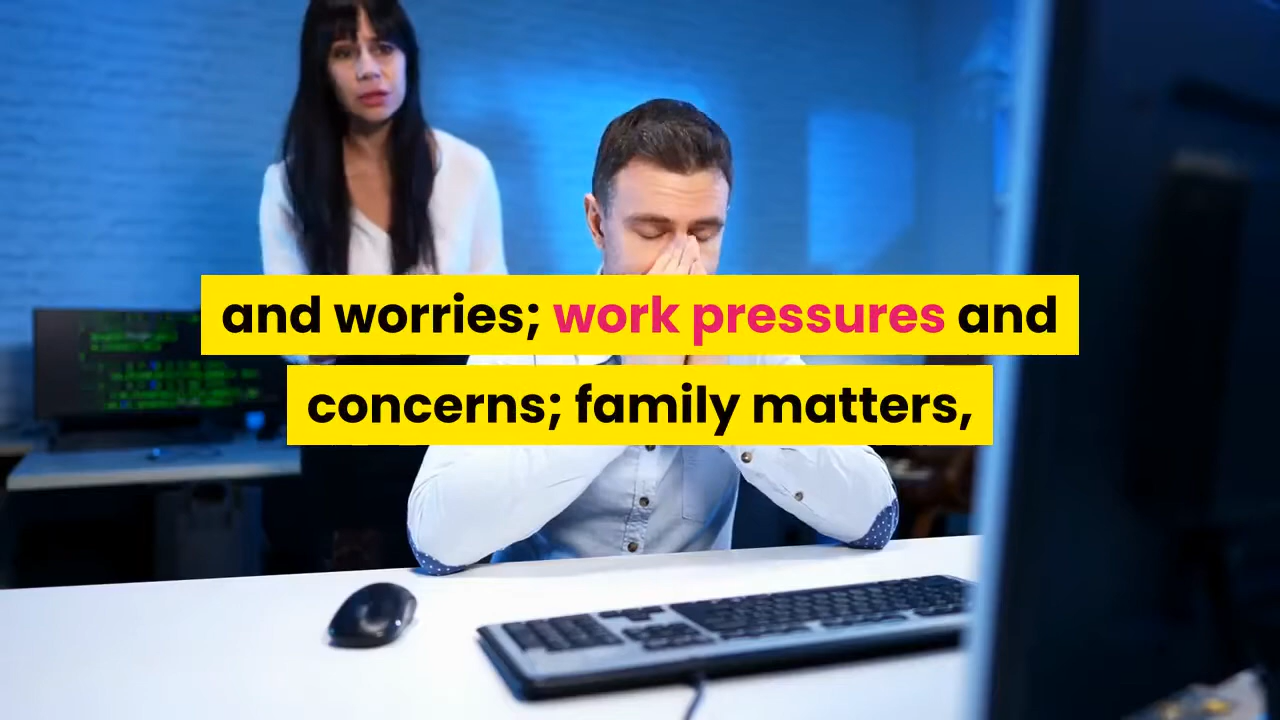 and worries; work pressures and
concerns; family matters,